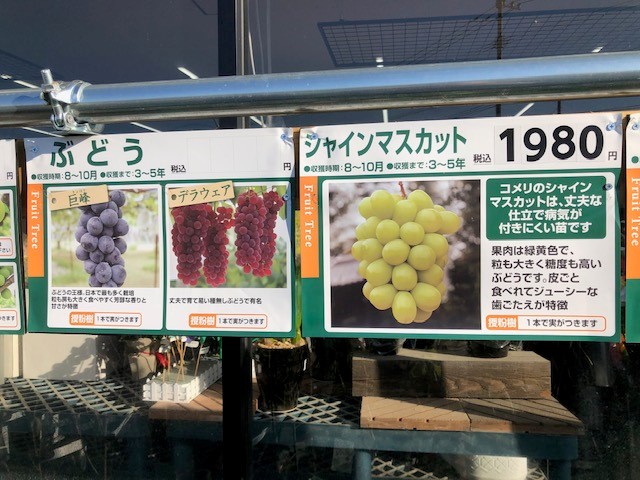 ぶどう
●収穫時期:8〜10月 ●収穫まで:3〜5年
税込
円
Fruit Tree
巨峰
ぶどうの王様。日本で最も多く栽培
粒も房も大きく食べやすく芳醇な香りと
甘さが特徴
デラウェア
丈夫で育て易い種無しぶどうで有名
授粉樹 1本で実がつきます
シャインマスカット
●収穫時期:8〜10月 ●収穫まで:3〜5年
税込
1980
円
Fruit Tree
コメリのシャイン
マスカットは、丈夫な
仕立で病気が
付きにくい苗です
果肉は緑黄色で、
粒も大きく糖度も高い
ぶどうです。皮ごと
食べれてジューシーな
歯ごたえが特徴
授粉樹 1本で実がつきます
授粉樹 1本で実がつきます